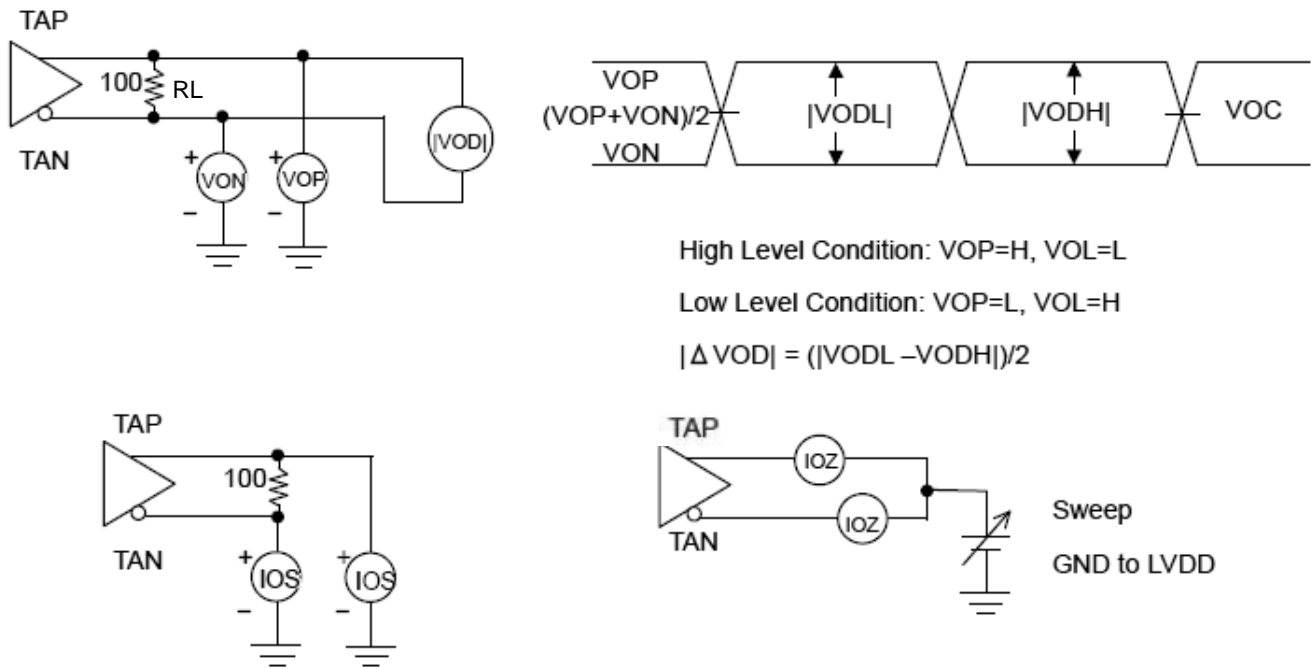 TAP
100
RL
TAN
+
VON
−
+
VOP
−
|VOD|
VOP
(VOP+VON)/2
VON
|VODL|
|VODH|
VOC
High Level Condition: VOP=H, VOL=L
Low Level Condition: VOP=L, VOL=H
|Δ VOD| = (|VODL –VODH|)/2
TAP
100
TAN
+
IOS
−
+
IOS
−
TAP
IOZ
IOZ
TAN
Sweep
GND to LVDD